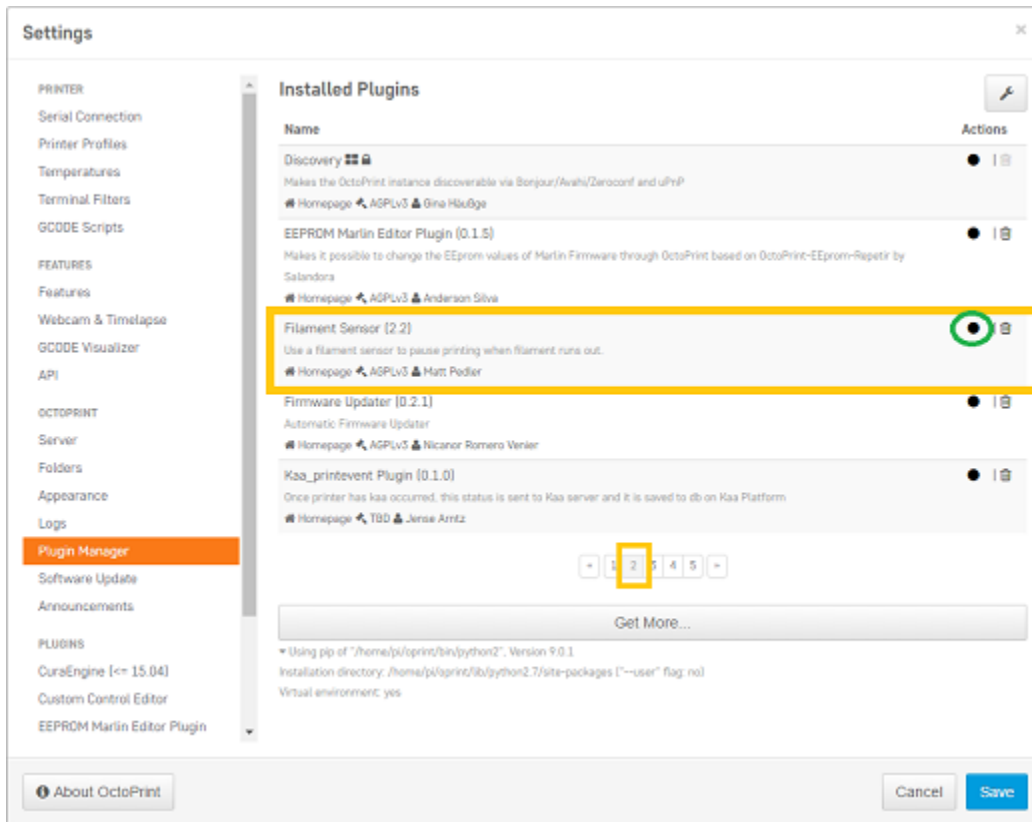 Settings
×
PRINTER
Serial Connection
Printer Profiles
Temperatures
Terminal Filters
GCODE Scripts
FEATURES
Features
Webcam & Timelapse
GCODE Visualizer
API
OCTOPRINT
Server
Folders
Appearance
Logs
Plugin Manager
Software Update
Announcements
PLUGINS
CuraEngine (<= 15.04)
Custom Control Editor
EEPROM Marlin Editor Plugin
Installed Plugins
Name Actions
Discovery
Makes the OctoPrint instance discoverable via Bonjour/Avahi/Zeroconf and uPnP
Homepage AGPLv3 Gina Häußge
EEPROM Marlin Editor Plugin (0.1.5)
Makes it possible to change the EEprom values of Marlin Firmware through OctoPrint based on OctoPrint-EEprom-Repetir by
Salandora
Homepage AGPLv3 Anderson Silva
Filament Sensor (2.2)
Use a filament sensor to pause printing when filament runs out.
Homepage AGPLv3 Matt Pedler
Firmware Updater (0.2.1)
Automatic Firmware Updater
Homepage AGPLv3 Nicanor Romero Venier
Kaa_printevent Plugin (0.1.0)
Once printer has kaa occurred, this status is sent to Kaa server and it is saved to db on Kaa Platform
Homepage TBD Jense Arntz
« 1 2 3 4 5 »
Get More...
Using pip of "/home/pi/oprint/bin/python2", Version 9.0.1
Installation directory: /home/pi/oprint/lib/python2.7/site-packages ("--user" flag: no)
Virtual environment: yes
About OctoPrint
Cancel
Save